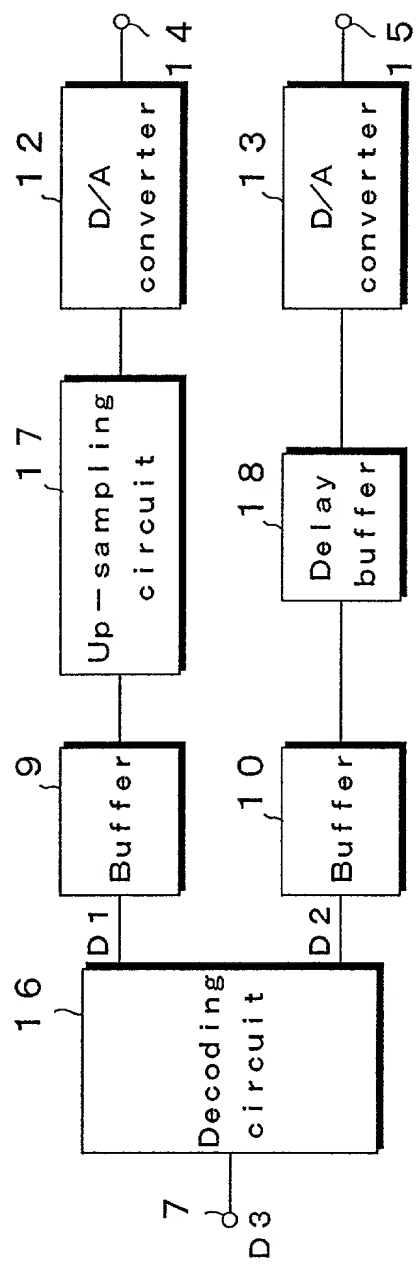 7
D3
16
Decoding
circuit
D1
D2
9
Buffer
10
Buffer
17
Up-sampling
circuit
18
Delay
buffer
12
D/A
converter
13
D/A
converter
14
15